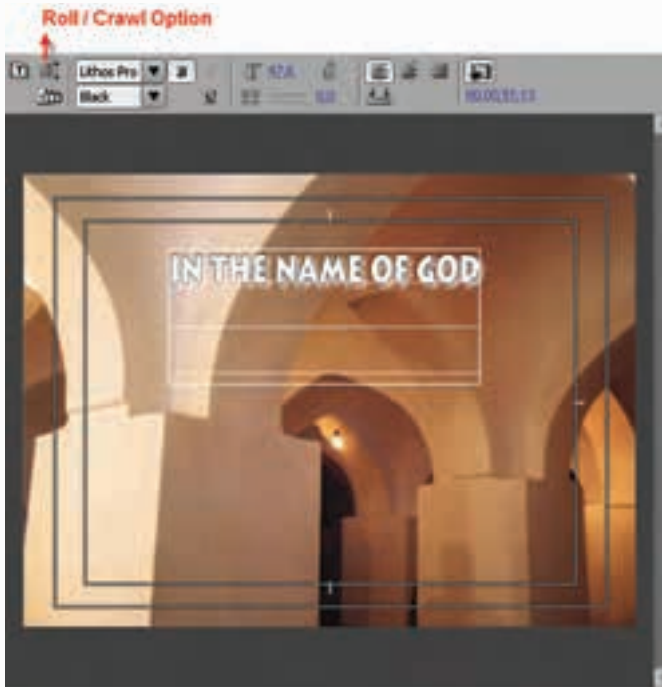 Roll / Crawl Option
Lithos Pro
Black
IN THE NAME OF GOD